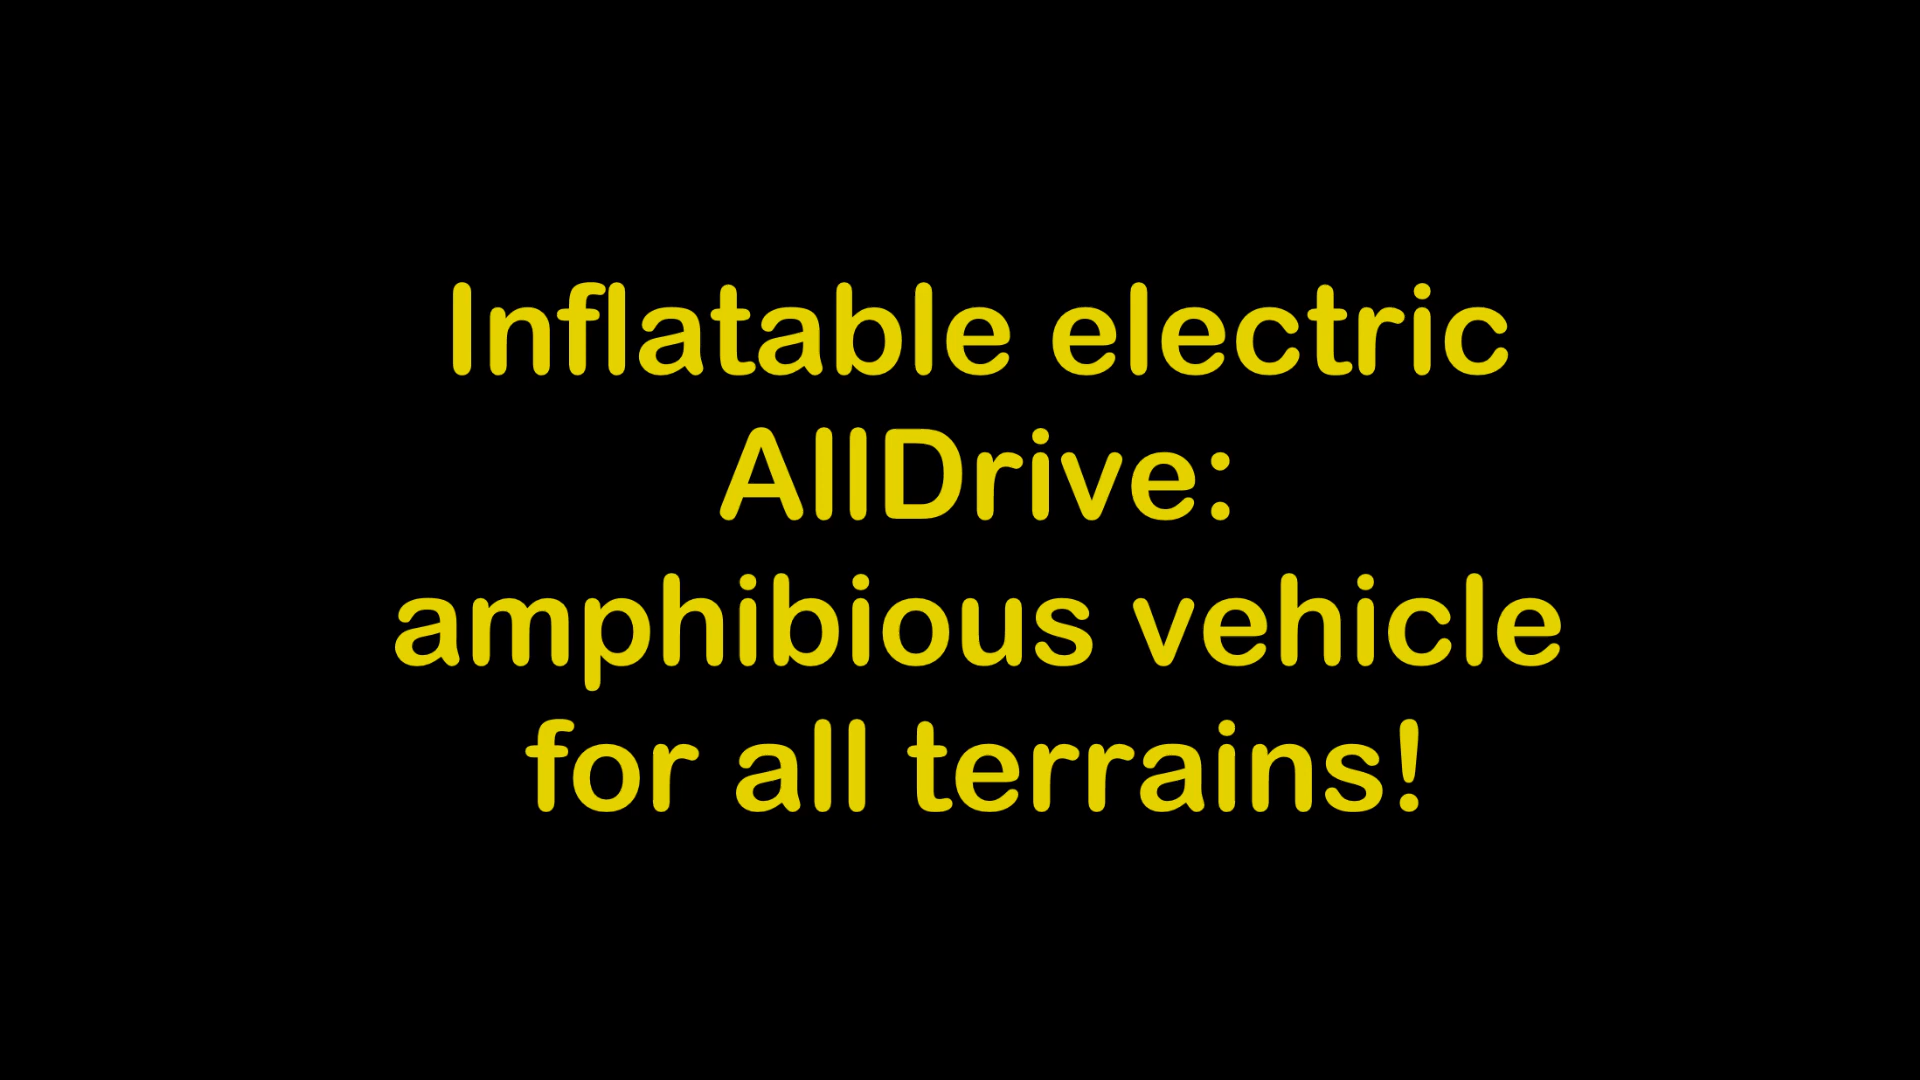 Inflatable electric
AllDrive:
amphibious vehicle
for all terrains!